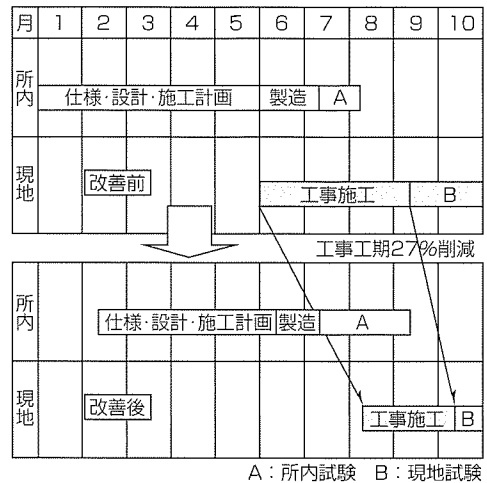 月 1 2 3 4 5 6 7 8 9 10
所内 仕様・設計・施工計画 製造 A
現地 改善前 工事施工 B
工事工期27%削減
所内 仕様・設計・施工計画 製造 A
現地 改善後 工事施工 B
A：所内試験 B：現地試験